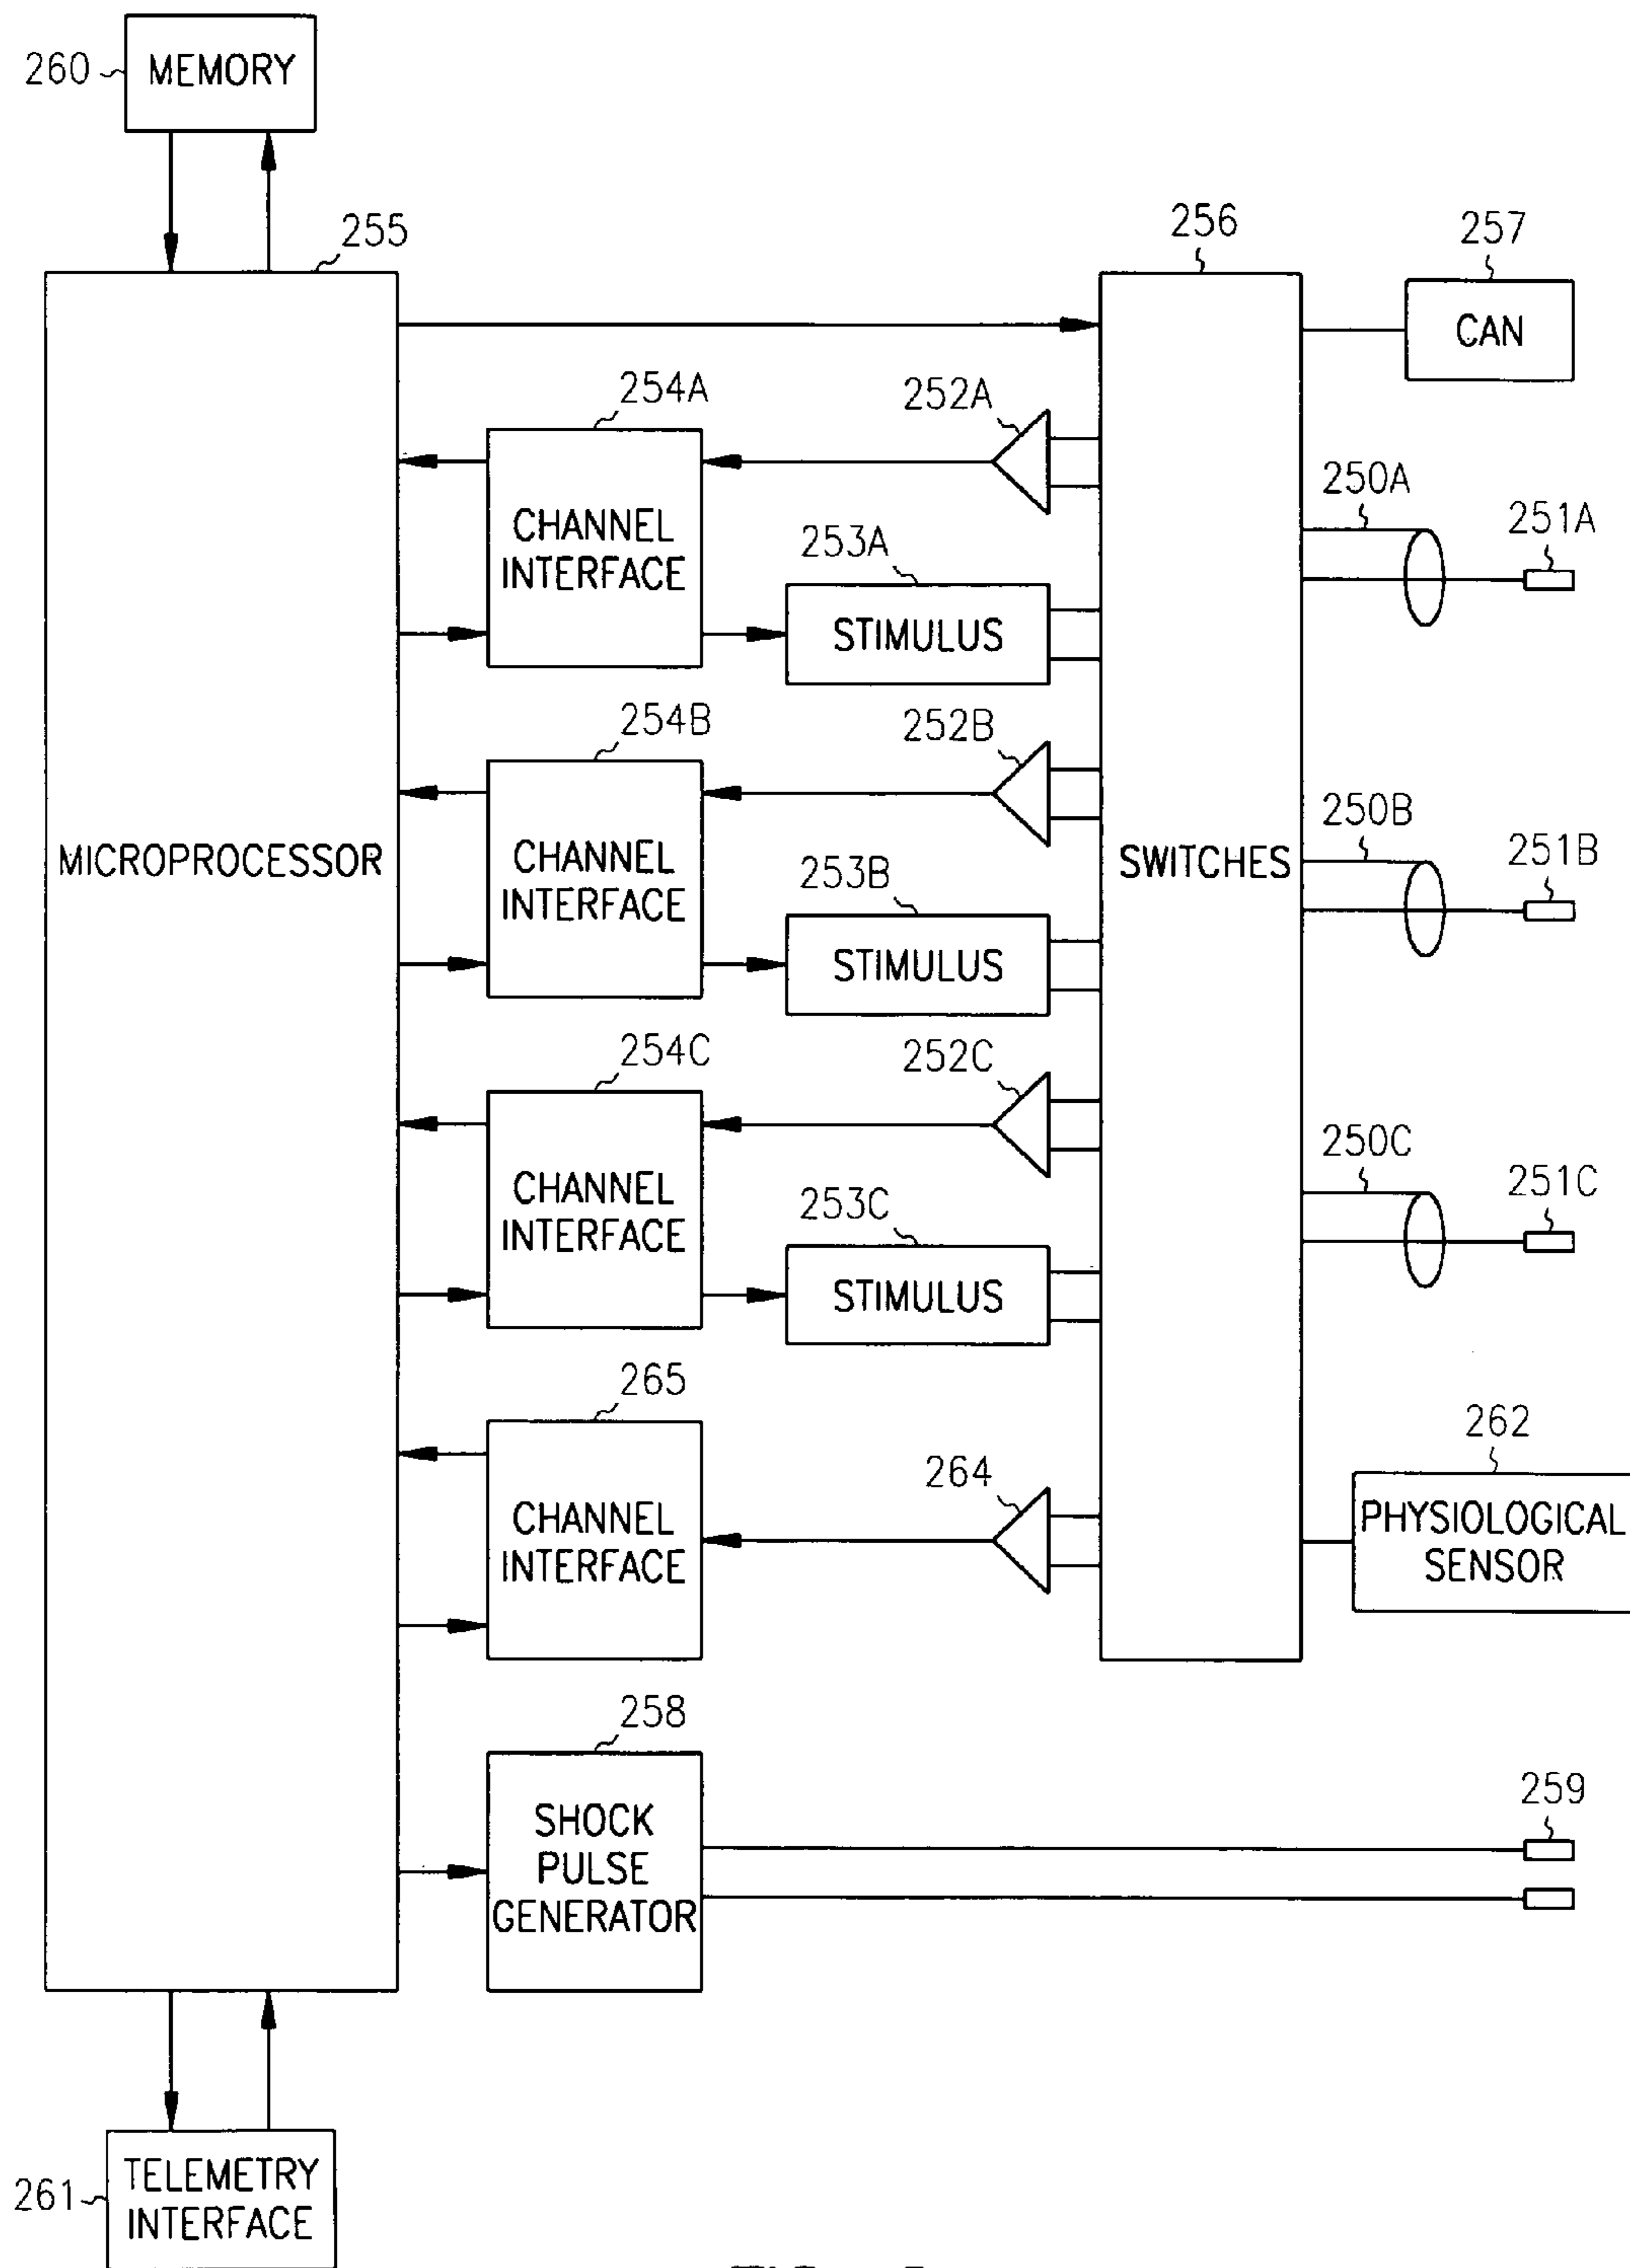 260
MEMORY
255
256
257
CAN
254A
252A
250A
251A
CHANNEL
INTERFACE
253A
STIMULUS
254B
252B
250B
251B
MICROPROCESSOR
CHANNEL
INTERFACE
SWITCHES
253B
STIMULUS
254C
252C
250C
251C
CHANNEL
INTERFACE
253C
STIMULUS
265
262
264
CHANNEL
INTERFACE
PHYSIOLOGICAL
SENSOR
258
259
SHOCK
PULSE
GENERATOR
261
TELEMETRY
INTERFACE